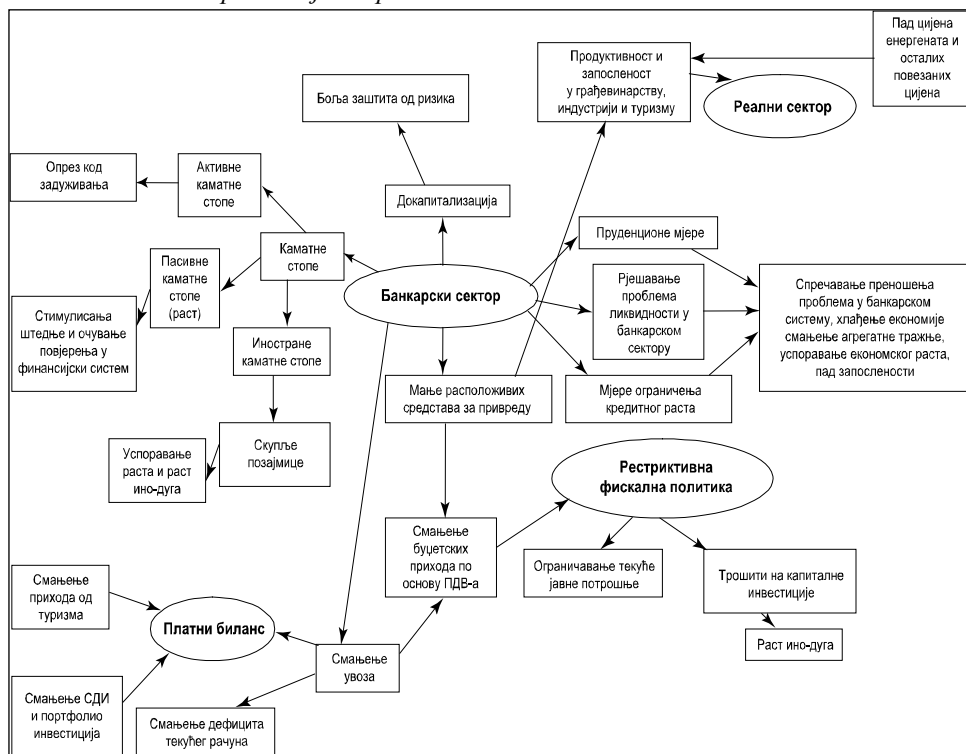 Пад цијена
енергената и
осталих
повезаних
цијена
Продуктивност и
запосленост
у грађевинарству,
индустрији и туризму
Реални сектор
Боља заштита од ризика
Опрез код
задуживања
Активне
каматне
стопе
Докапитализација
Каматне
стопе
Пруденционе мјере
Пасивне
каматне
стопе
(раст)
Банкарски сектор
Рјешавање
проблема
ликвидности у
банкарском
сектору
Спречавање преношења
проблема у банкарском
систему, хлађење економије
смањење агрегатне тражње,
успоравање економског раста,
пад запослености
Стимулисања
штедње и очување
повјерења у
финансијски систем
Иностране
каматне стопе
Мање расположивих
средстава за привреду
Мјере ограничења
кредитног раста
Скупље
позајмице
Успоравање
раста и раст
ино-дуга
Рестриктивна
фискална политика
Смањење
буџетских
прихода по
основу ПДВ-а
Ограничавање текуће
јавне потрошње
Трошити на капиталне
инвестиције
Раст ино-дуга
Смањење
прихода од
туризма
Платни биланс
Смањење
увоза
Смањење СДИ
и портфолио
инвестиција
Смањење дефицита
текућег рачуна